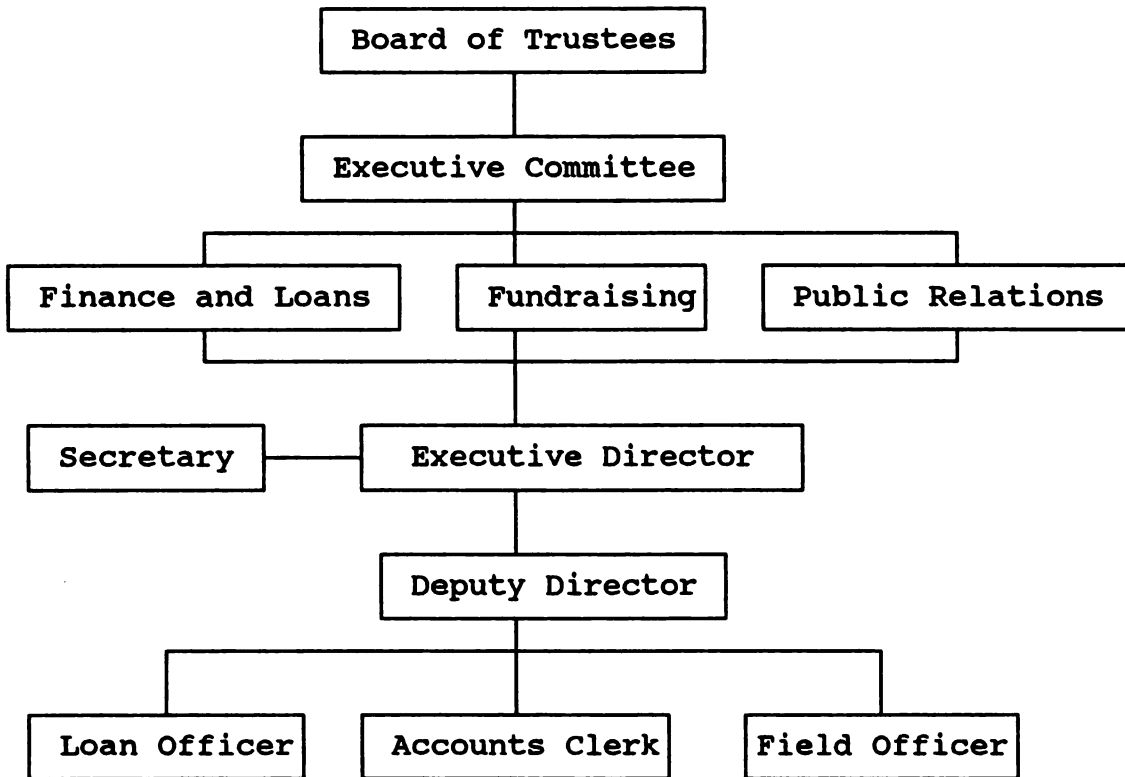 Board of Trustees
Executive Committee
Finance and Loans
Fundraising
Public Relations
Secretary
Executive Director
Deputy Director
Loan Officer
Accounts Clerk
Field Officer